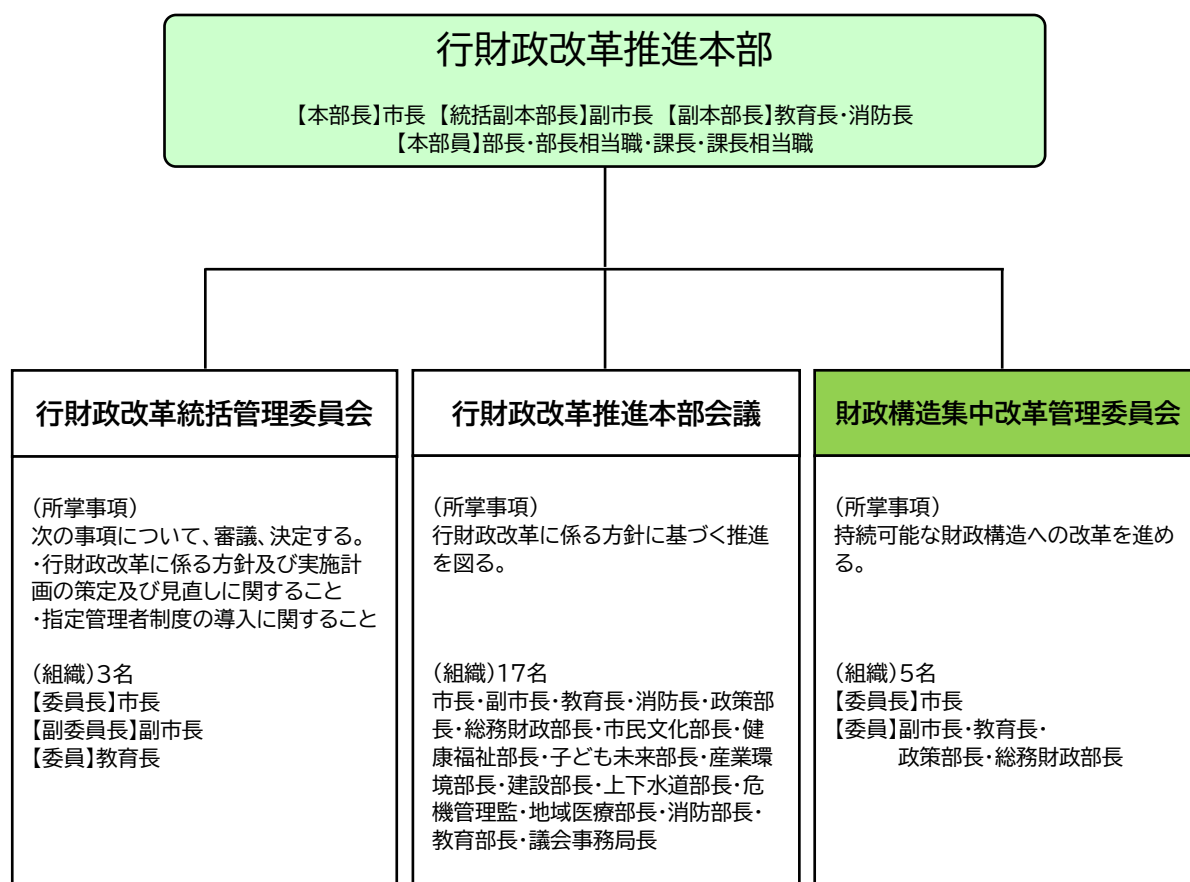 行財政改革推進本部
【本部長】市長 【統括副本部長】副市長 【副本部長】教育長・消防長
【本部員】部長・部長相当職・課長・課長相当職
行財政改革統括管理委員会
(所掌事項)
次の事項について、審議、決定する。
・行財政改革に係る方針及び実施計
画の策定及び見直しに関すること
・指定管理者制度の導入に関すること
(組織)3名
【委員長】市長
【副委員長】副市長
【委員】教育長
行財政改革推進本部会議
(所掌事項)
行財政改革に係る方針に基づく推進
を図る。
(組織)17名
市長・副市長・教育長・消防長・政策部
長・総務財政部長・市民文化部長・健
康福祉部長・子ども未来部長・産業環
境部長・建設部長・上下水道部長・危
機管理監・地域医療部長・消防部長・
教育部長・議会事務局長
財政構造集中改革管理委員会
(所掌事項)
持続可能な財政構造への改革を進め
る。
(組織)5名
【委員長】市長
【委員】副市長・教育長・
政策部長・総務財政部長